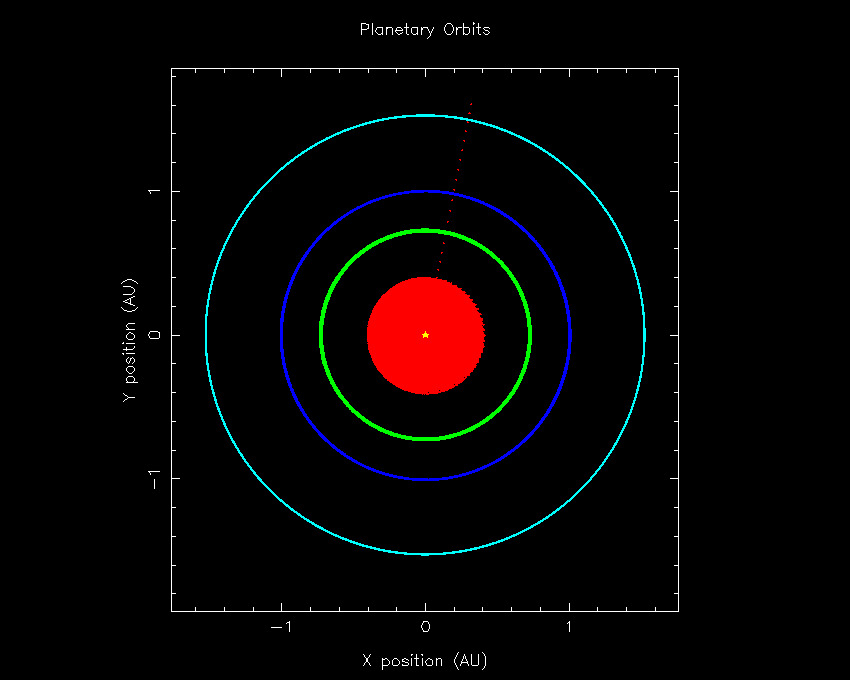 Planetary Orbits
Y position (AU)
1
0
−1
−1 0 1
X position (AU)